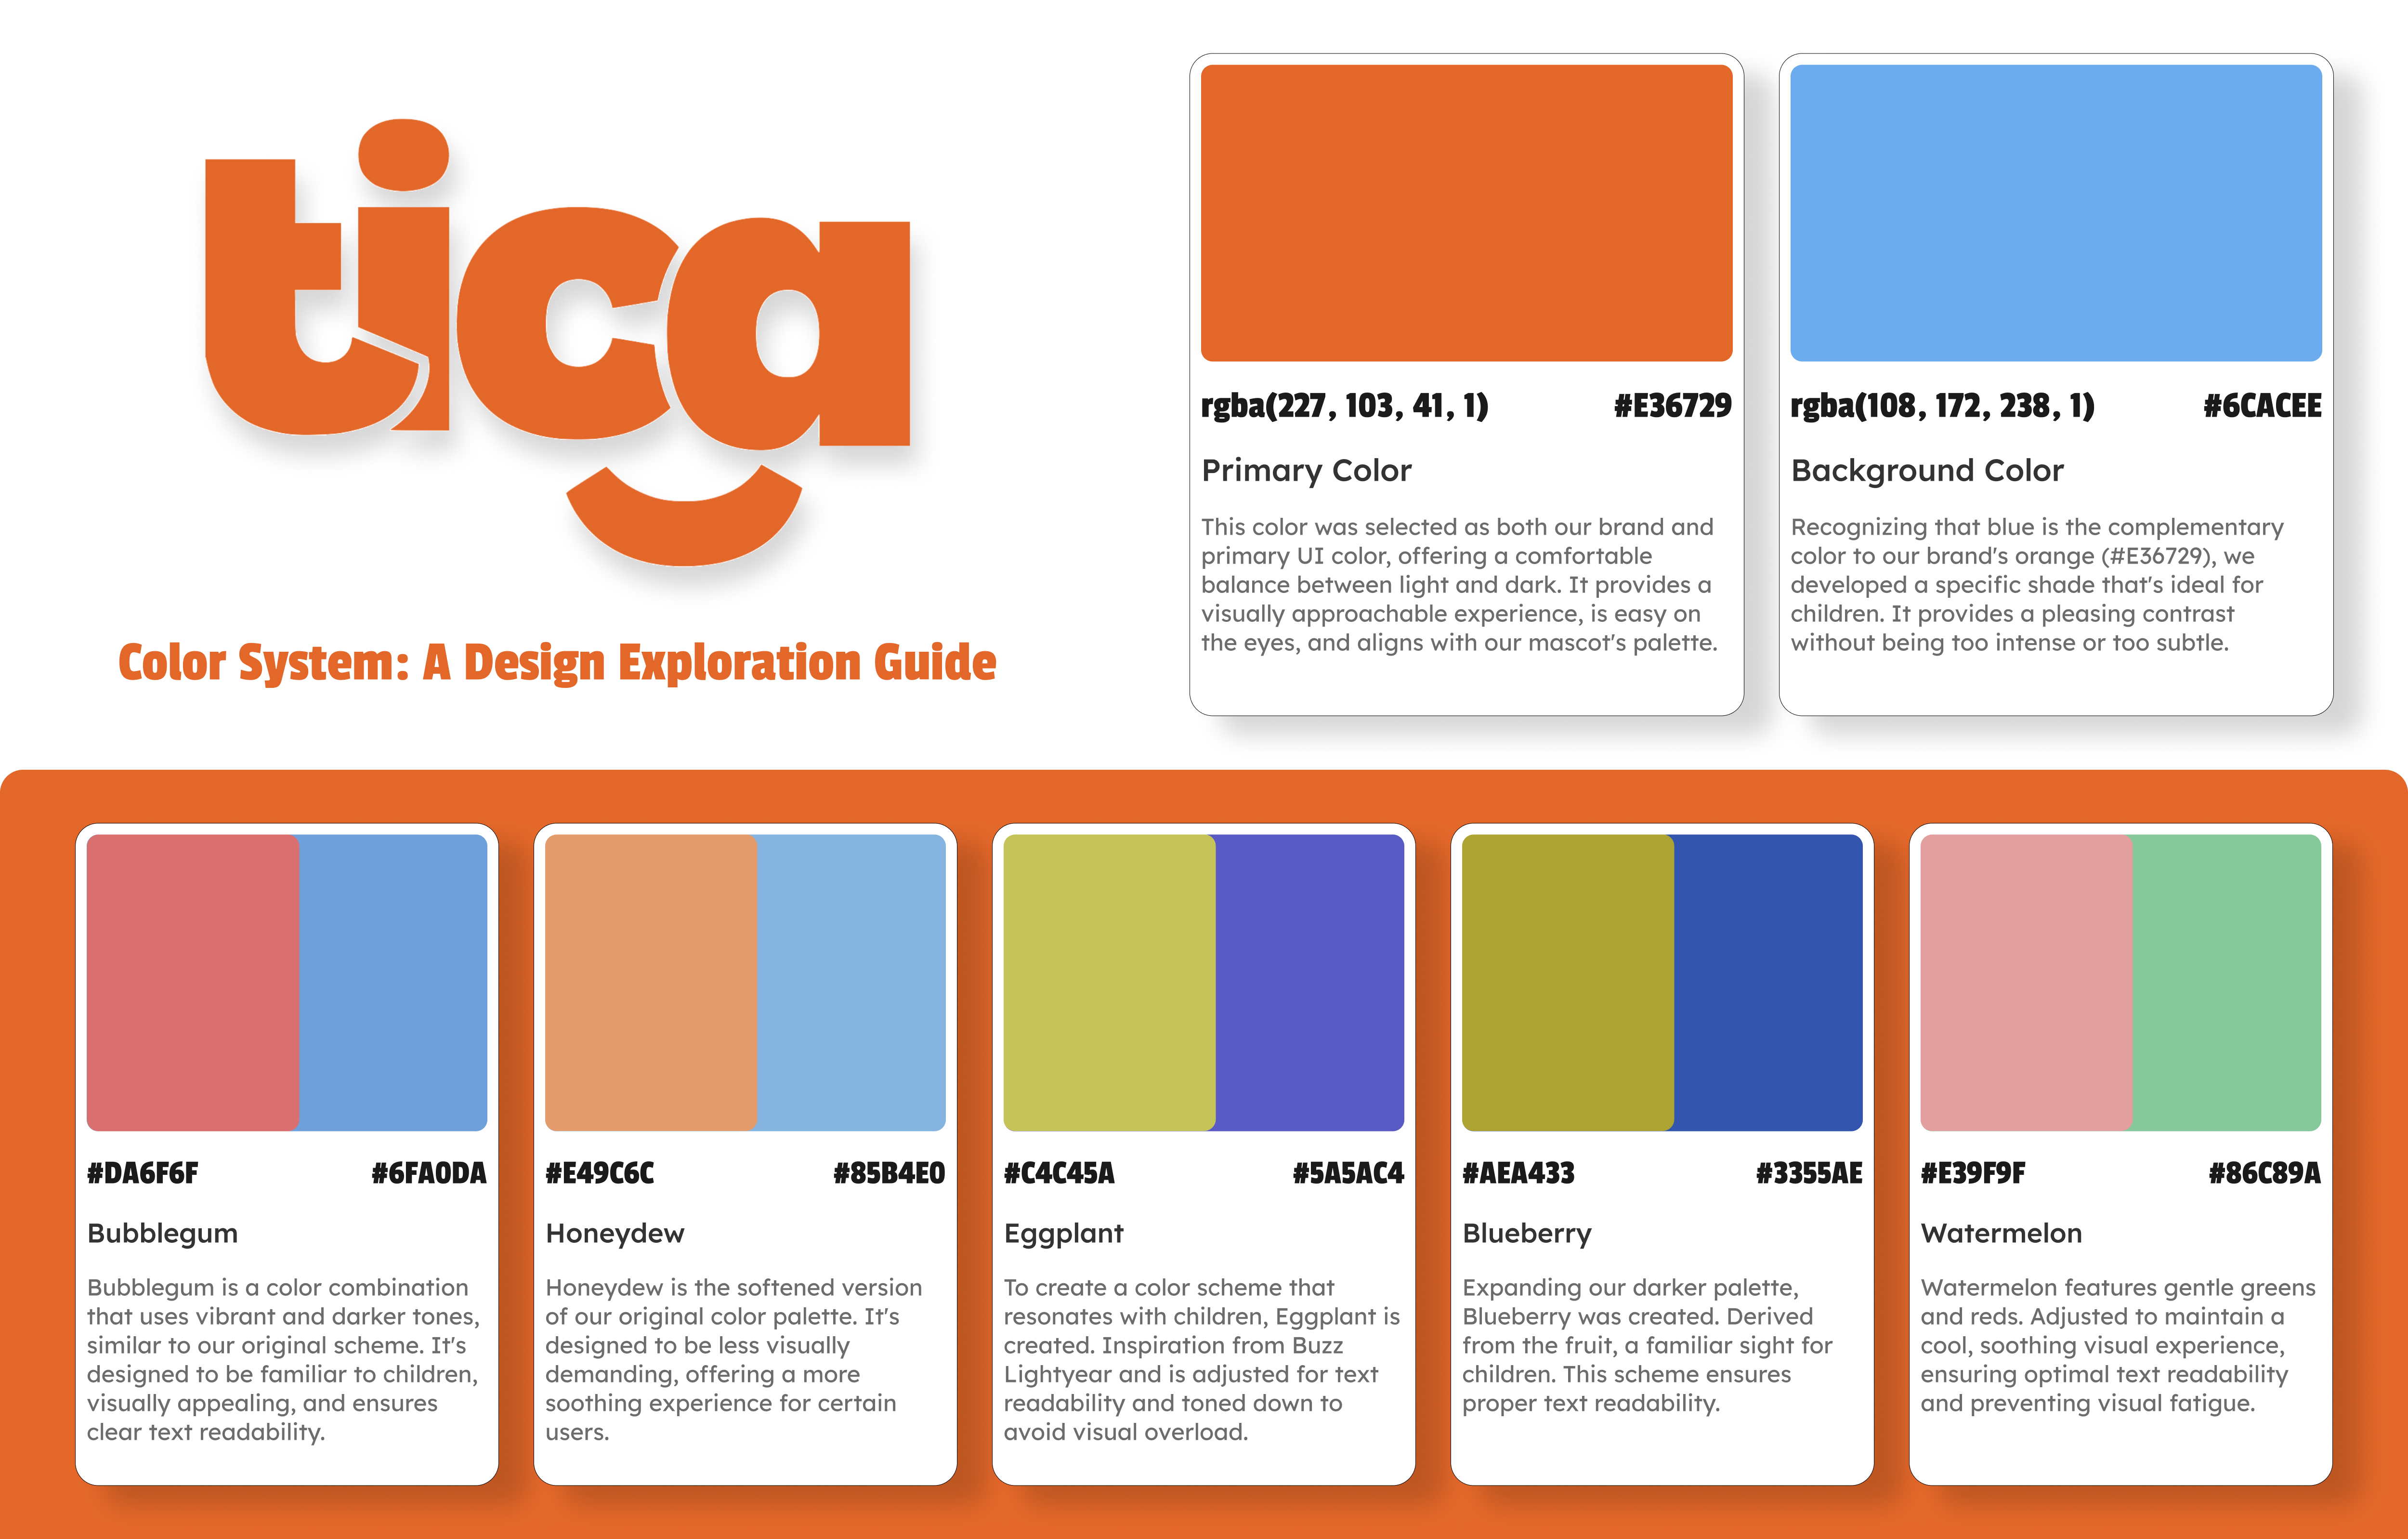 tica
Color System: A Design Exploration Guide
rgba(227, 103, 41, 1) #E36729
Primary Color
This color was selected as both our brand and
primary UI color, offering a comfortable
balance between light and dark. It provides a
visually approachable experience, is easy on
the eyes, and aligns with our mascot's palette.
rgba(108, 172, 238, 1) #6CACEE
Background Color
Recognizing that blue is the complementary
color to our brand's orange (#E36729), we
developed a specific shade that's ideal for
children. It provides a pleasing contrast
without being too intense or too subtle.
#DA6F6F #6FA0DA
Bubblegum
Bubblegum is a color combination
that uses vibrant and darker tones,
similar to our original scheme. It's
designed to be familiar to children,
visually appealing, and ensures
clear text readability.
#E49C6C #85B4E0
Honeydew
Honeydew is the softened version
of our original color palette. It's
designed to be less visually
demanding, offering a more
soothing experience for certain
users.
#C4C45A #5A5AC4
Eggplant
To create a color scheme that
resonates with children, Eggplant is
created. Inspiration from Buzz
Lightyear and is adjusted for text
readability and toned down to
avoid visual overload.
#AEA433 #3355AE
Blueberry
Expanding our darker palette,
Blueberry was created. Derived
from the fruit, a familiar sight for
children. This scheme ensures
proper text readability.
#E39F9F #86C89A
Watermelon
Watermelon features gentle greens
and reds. Adjusted to maintain a
cool, soothing visual experience,
ensuring optimal text readability
and preventing visual fatigue.